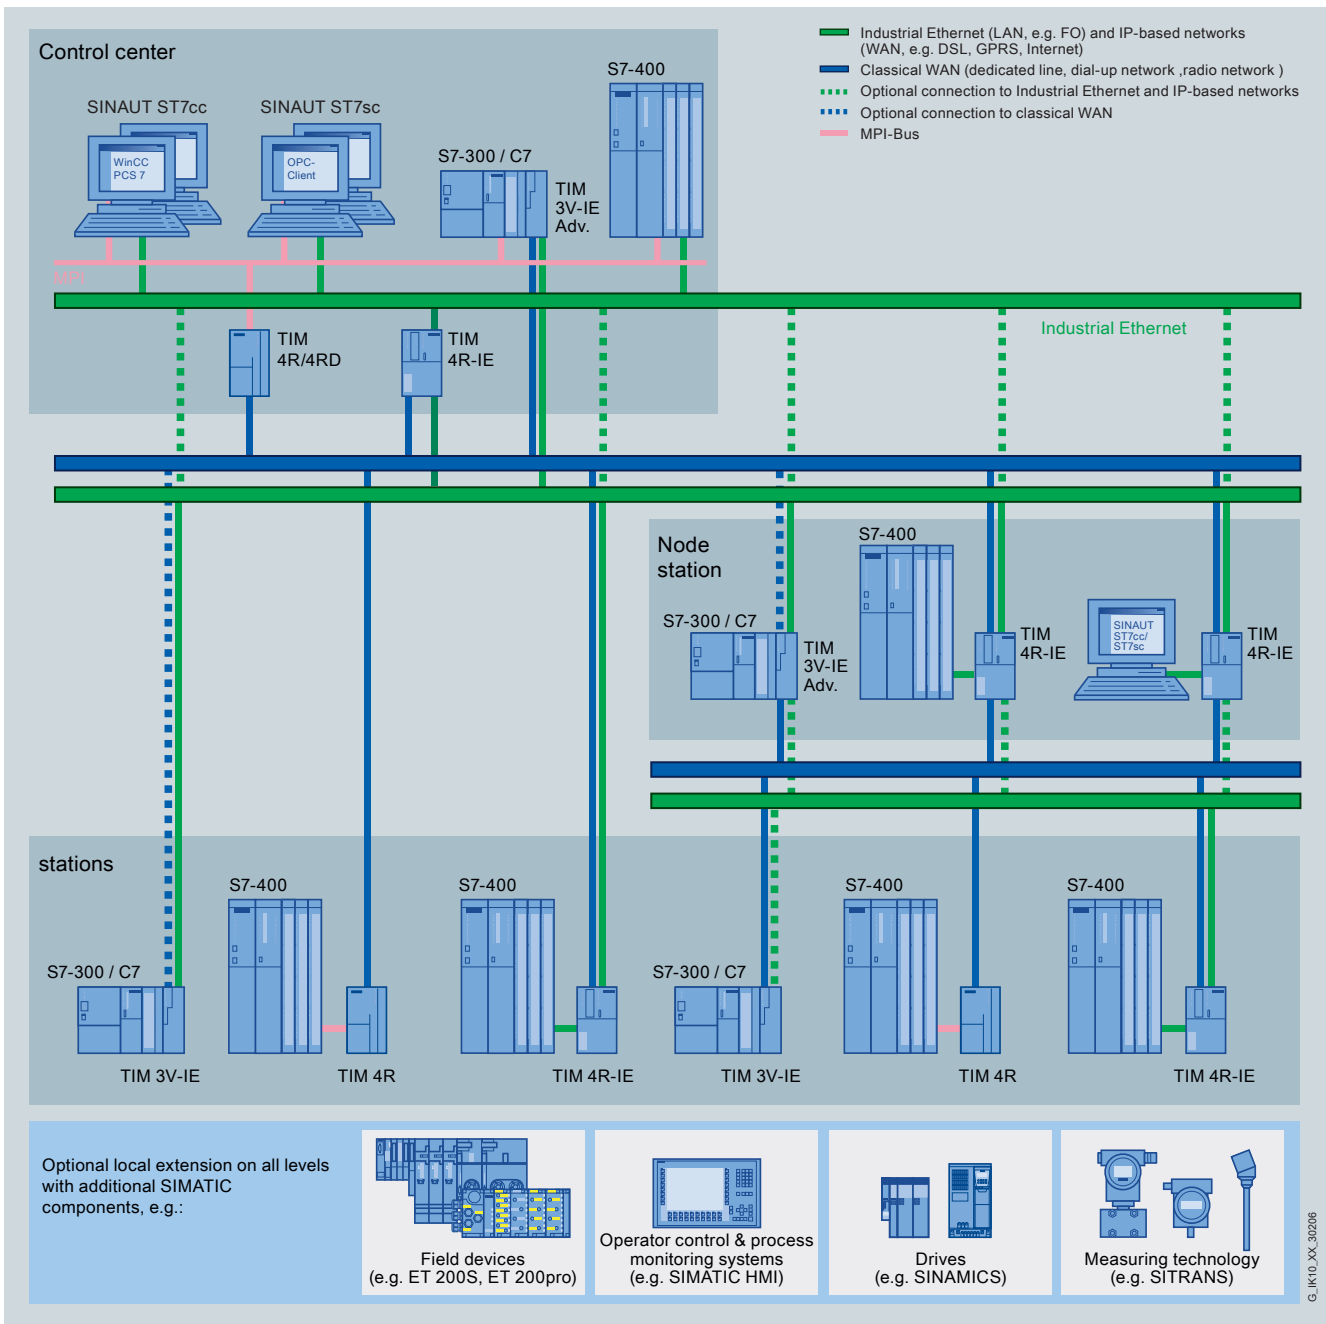 Control center
Industrial Ethernet (LAN, e.g. FO) and IP-based networks
(WAN, e.g. DSL, GPRS, Internet)
Classical WAN (dedicated line, dial-up network ,radio network )
Optional connection to Industrial Ethernet and IP-based networks
Optional connection to classical WAN
MPI-Bus
S7-400
SINAUT ST7cc
SINAUT ST7sc
WinCC
PCS 7
OPC-
Client
S7-300 / C7
TIM
3V-IE
Adv.
MPI
Industrial Ethernet
TIM
4R/4RD
TIM
4R-IE
Node
station
S7-400
S7-300 / C7
TIM
3V-IE
Adv.
TIM
4R-IE
SINAUT
ST7cc/
ST7sc
TIM
4R-IE
stations
S7-400
S7-400
S7-400
S7-400
S7-300 / C7
S7-300 / C7
TIM 3V-IE
TIM 4R
TIM 4R-IE
TIM 3V-IE
TIM 4R
TIM 4R-IE
Optional local extension on all levels
with additional SIMATIC
components, e.g.:
Field devices
(e.g. ET 200S, ET 200pro)
Operator control & process
monitoring systems
(e.g. SIMATIC HMI)
Drives
(e.g. SINAMICS)
Measuring technology
(e.g. SITRANS)
G_IK10_XX_30206